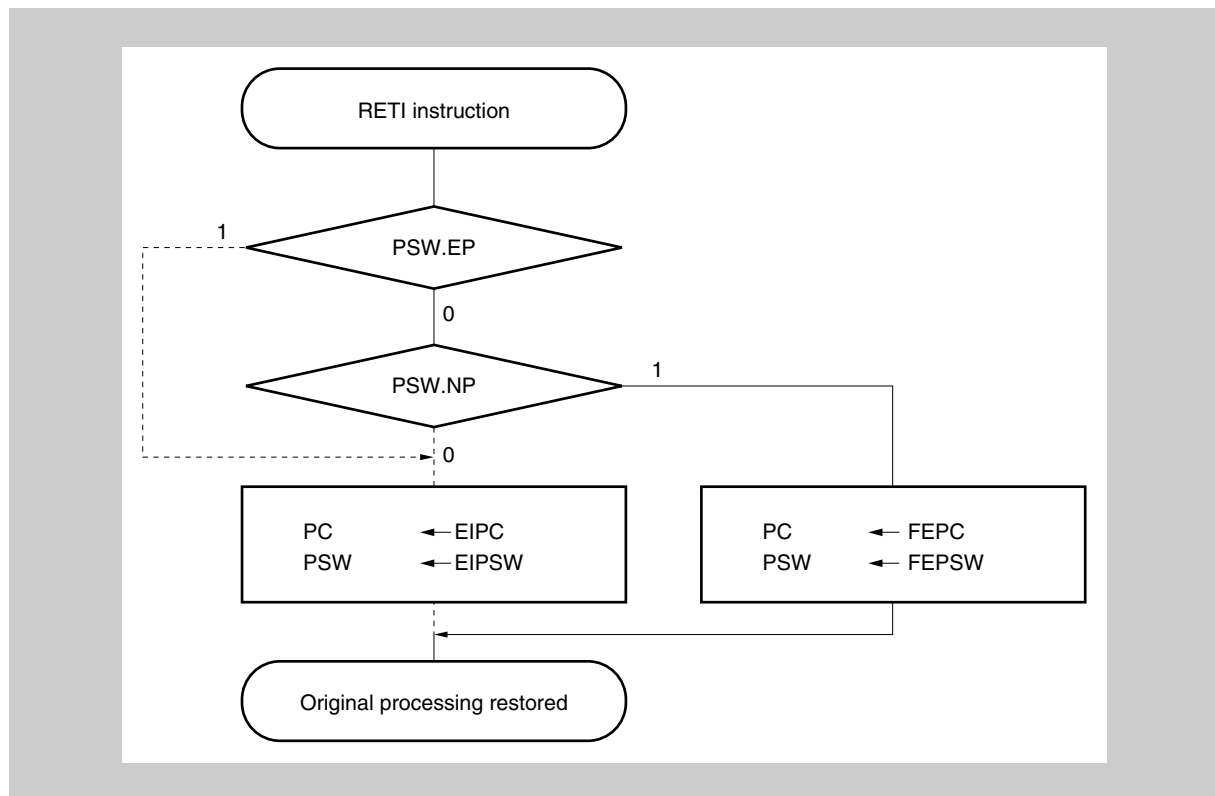 RETI instruction
1
PSW.EP
0
PSW.NP
1
0
PC ← EIPC
PSW ← EIPSW
PC ← FEPC
PSW ← FEPSW
Original processing restored